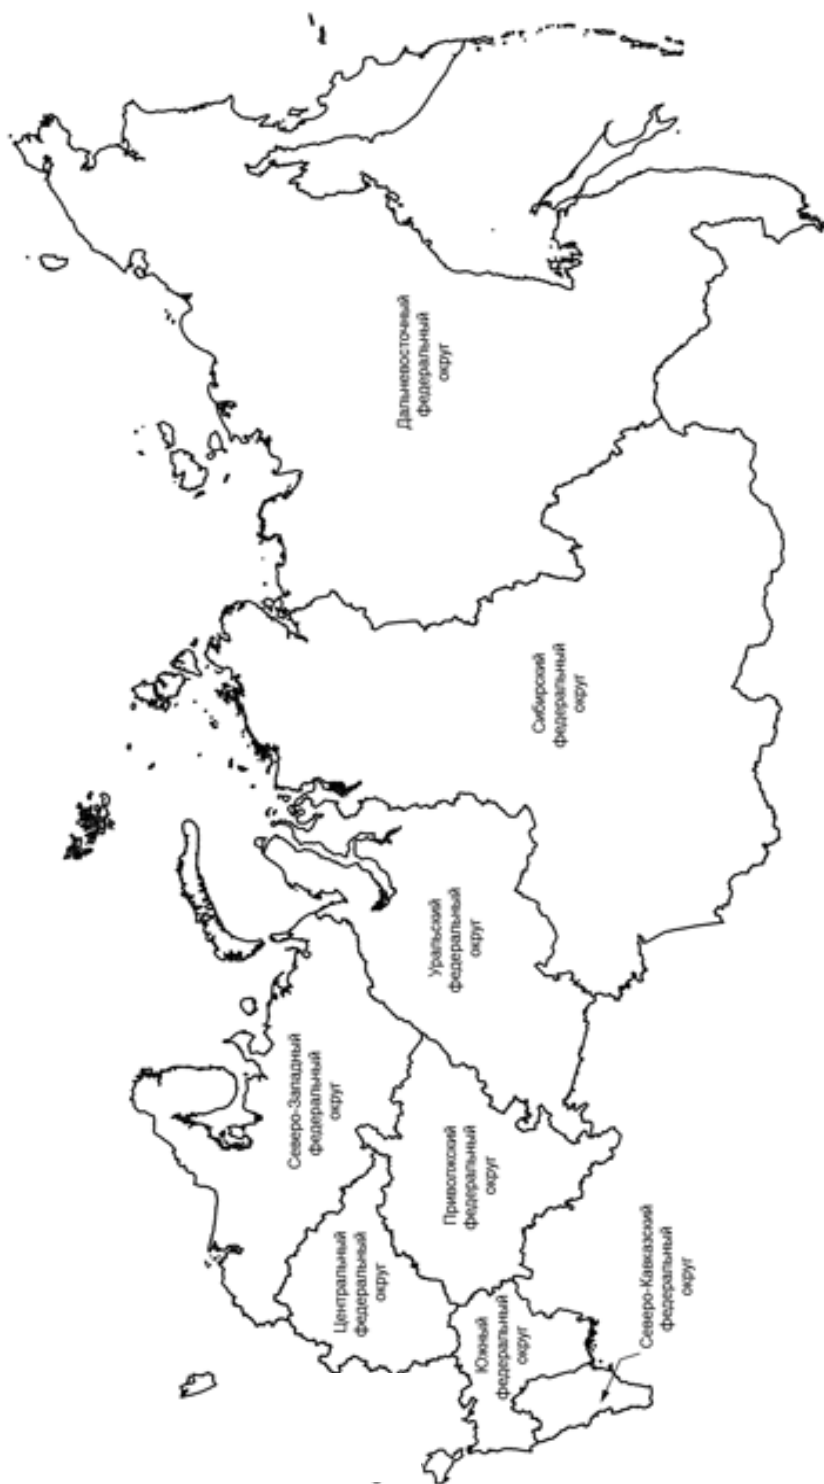 Северо-Западный
федеральный
округ
Центральный
федеральный
округ
Приволжский
федеральный
округ
Южный
федеральный
округ
Северо-Кавказский
федеральный
округ
Уральский
федеральный
округ
Сибирский
федеральный
округ
Дальневосточный
федеральный
округ